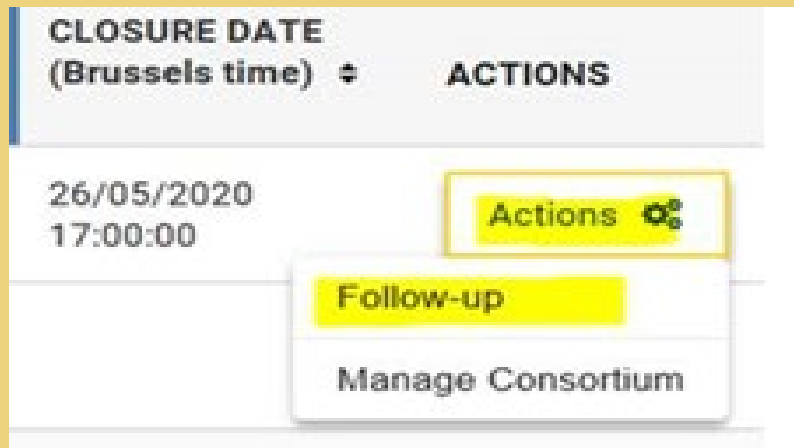 CLOSURE DATE
(Brussels time)
ACTIONS
26/05/2020
17:00:00
Actions
Follow-up
Manage Consortium